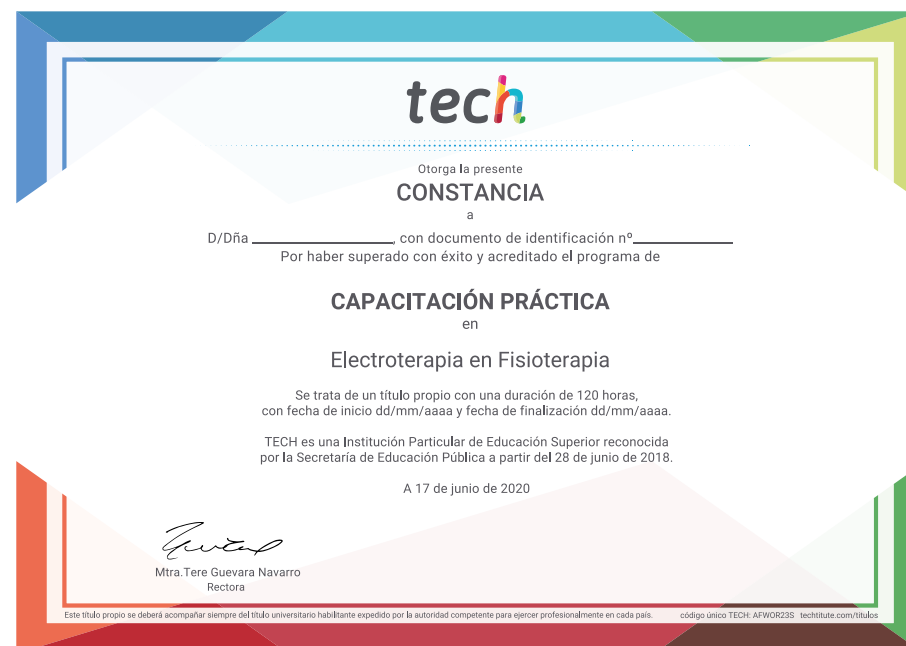 tech
Otorga la presente
CONSTANCIA
a
D/Dña ____________________, con documento de identificación nº______________
Por haber superado con éxito y acreditado el programa de
CAPACITACIÓN PRÁCTICA
en
Electroterapia en Fisioterapia
Se trata de un título propio con una duración de 120 horas,
con fecha de inicio dd/mm/aaaa y fecha de finalización dd/mm/aaaa.
TECH es una Institución Particular de Educación Superior reconocida
por la Secretaría de Educación Pública a partir del 28 de junio de 2018.
A 17 de junio de 2020
Mtra.Tere Guevara Navarro
Rectora
Este título propio se deberá acompañar siempre del título universitario habilitante expedido por la autoridad competente para ejercer profesionalmente en cada país. código único TECH: AFWOR23S techtitute.com/titulos